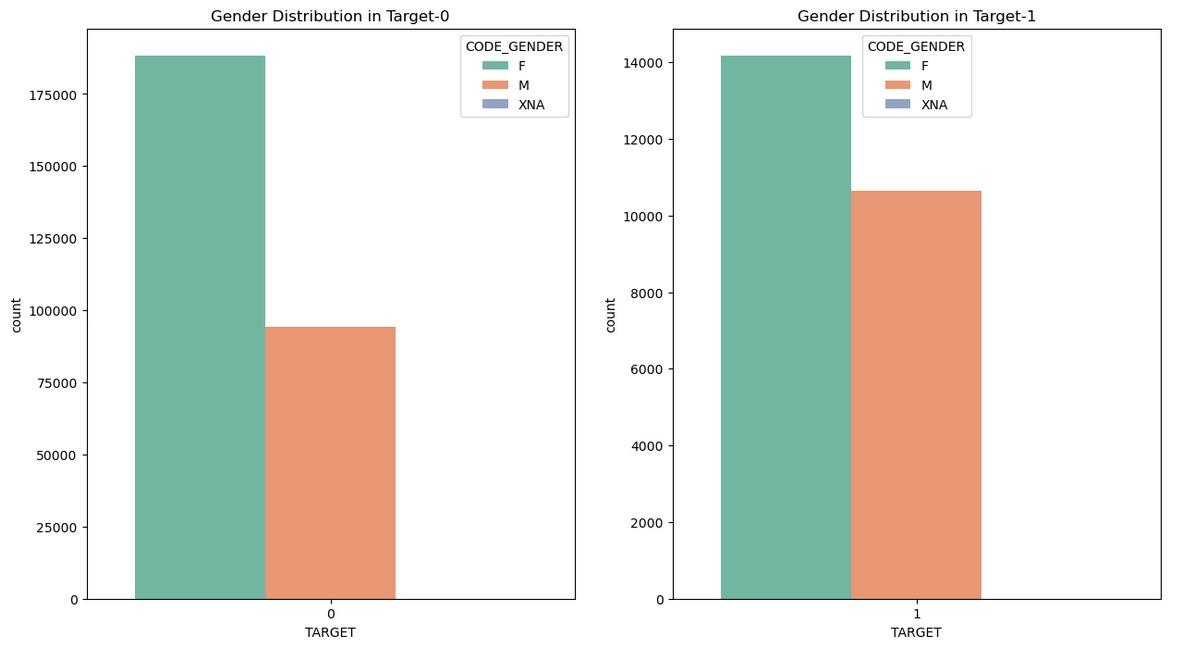 Gender Distribution in Target-0
CODE_GENDER
F
M
XNA
175000
150000
125000
100000
75000
50000
25000
0
count
0
TARGET
Gender Distribution in Target-1
CODE_GENDER
F
M
XNA
14000
12000
10000
8000
6000
4000
2000
0
count
1
TARGET